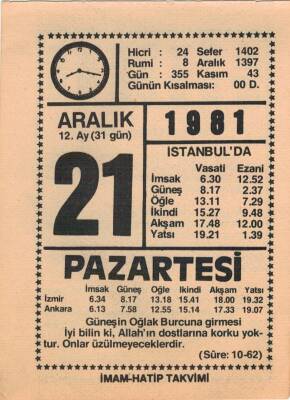 Hicri : 24 Sefer 1402
Rumi : 8 Aralık 1397
Gün : 355 Kasım 43
Günün Kısalması: 00 D.
ARALIK
12. Ay (31 gün)
1981
21
İSTANBUL'DA
Vasati Ezani
İmsak 6.30 12.52
Güneş 8.17 2.37
Öğle 13.11 7.29
İkindi 15.27 9.48
Akşam 17.48 12.00
Yatsı 19.21 1.39
PAZARTESİ
İmsak Güneş Öğle İkindi Akşam Yatsı
İzmir 6.34 8.17 13.18 15.41 18.00 19.32
Ankara 6.13 7.58 12.55 15.14 17.33 19.07
Güneşin Oğlak Burcuna girmesi
İyi bilin ki, Allah'ın dostlarına korku yok-
tur. Onlar üzülmeyeceklerdir.
(Sûre: 10-62)
İMAM-HATİP TAKVİMİ